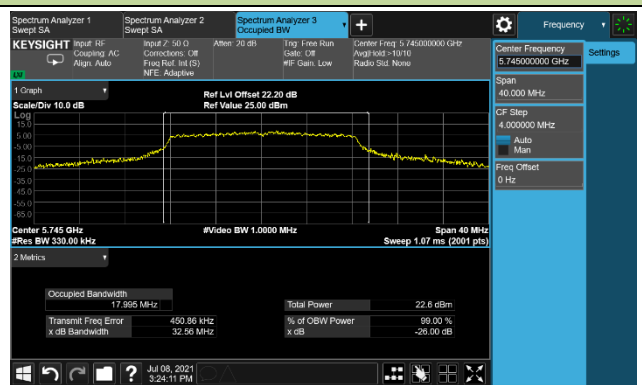 Spectrum Analyzer 1
Swept SA
Spectrum Analyzer 2
Swept SA
Spectrum Analyzer 3
Occupied BW
+
Frequency
KEYSIGHT
Input: RF
Coupling: AC
Align: Auto
Input Z: 50 Ω
Corrections: Off
Freq Ref: Int (S)
NFE: Adaptive
Atten: 20 dB
Trig: Free Run
Gate: Off
#IF Gain: Low
Center Freq: 5.745000000 GHz
Avg|Hold:>10/10
Radio Std: None
Center Frequency
5.745000000 GHz
Settings
Span
40.000 MHz
CF Step
4.000000 MHz
Auto
Man
Freq Offset
0 Hz
1 Graph
Scale/Div 10.0 dB
Ref Lvl Offset 22.20 dB
Ref Value 25.00 dBm
Log
15.0
5.00
-5.00
-15.0
-25.0
-35.0
-45.0
-55.0
-65.0
Center 5.745 GHz
#Res BW 330.00 kHz
#Video BW 1.0000 MHz
Span 40 MHz
Sweep 1.07 ms (2001 pts)
2 Metrics
Occupied Bandwidth
17.995 MHz
Total Power
22.6 dBm
Transmit Freq Error
450.86 kHz
% of OBW Power
99.00 %
x dB Bandwidth
32.56 MHz
x dB
-26.00 dB
?
Jul 08, 2021
3:24:11 PM